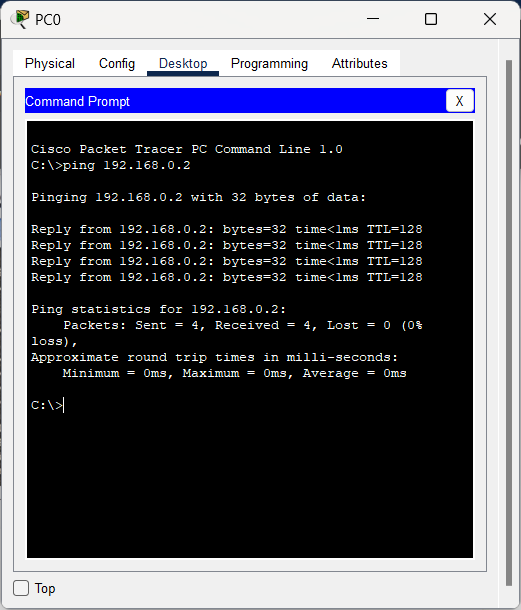 PC0
Physical Config Desktop Programming Attributes
Command Prompt X
Cisco Packet Tracer PC Command Line 1.0
C:\>ping 192.168.0.2
Pinging 192.168.0.2 with 32 bytes of data:
Reply from 192.168.0.2: bytes=32 time<1ms TTL=128
Reply from 192.168.0.2: bytes=32 time<1ms TTL=128
Reply from 192.168.0.2: bytes=32 time<1ms TTL=128
Reply from 192.168.0.2: bytes=32 time<1ms TTL=128
Ping statistics for 192.168.0.2:
Packets: Sent = 4, Received = 4, Lost = 0 (0%
loss),
Approximate round trip times in milli-seconds:
Minimum = 0ms, Maximum = 0ms, Average = 0ms
C:\>
Top